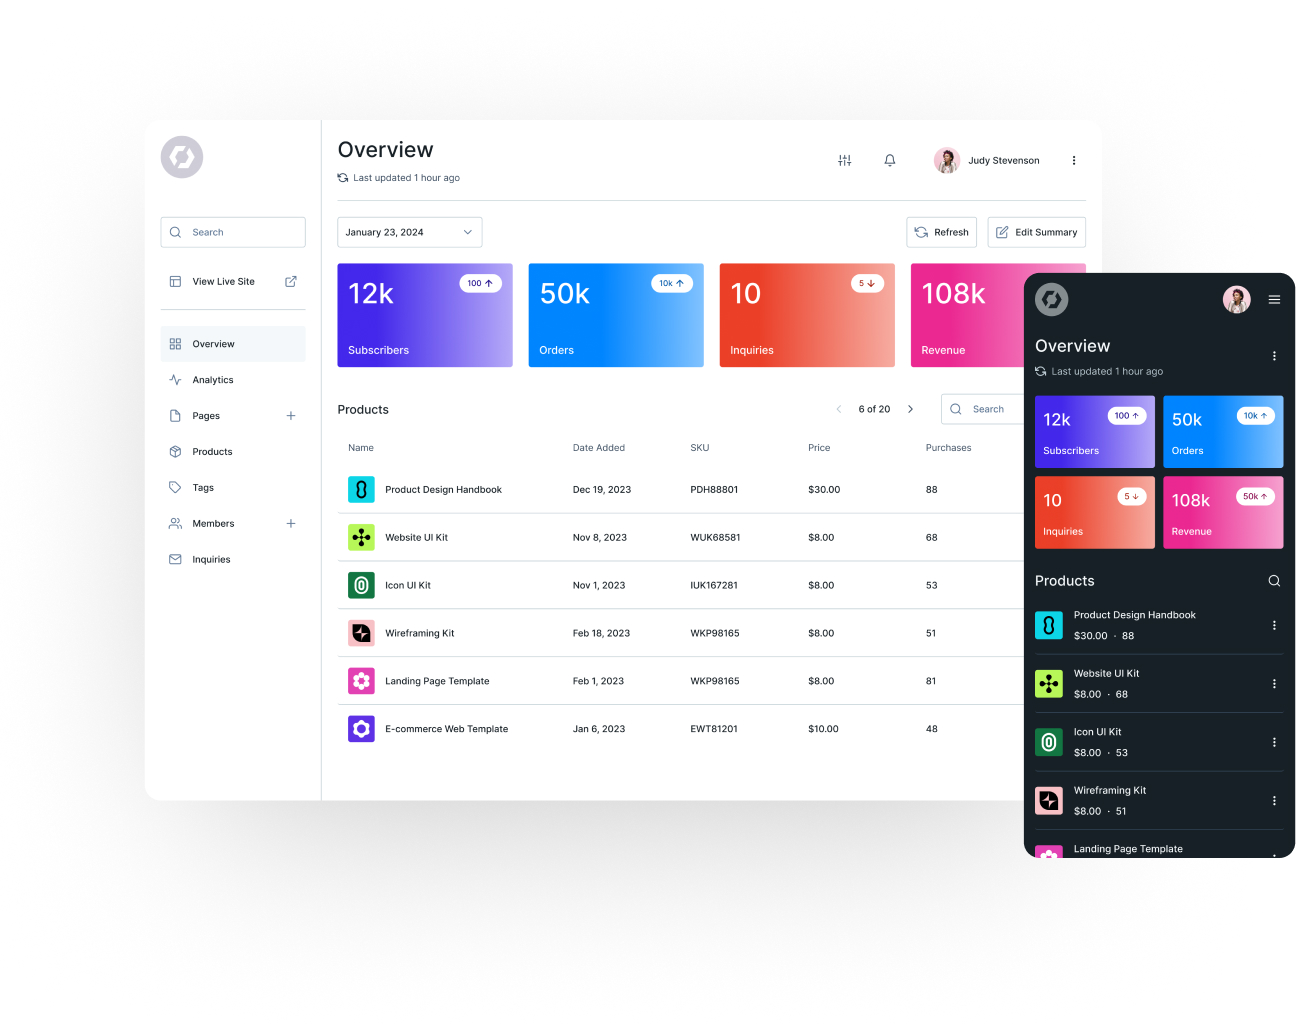 Overview
Last updated 1 hour ago
Judy Stevenson
Search
View Live Site
Overview
Analytics
Pages
Products
Tags
Members
Inquiries
January 23, 2024
Refresh
Edit Summary
12k
100
Subscribers
50k
10k
Orders
10
5
Inquiries
108k
Revenue
Products
6 of 20
Search
Name Date Added SKU Price Purchases
Product Design Handbook Dec 19, 2023 PDH88801 $30.00 88
Website UI Kit Nov 8, 2023 WUK68581 $8.00 68
Icon UI Kit Nov 1, 2023 IUK167281 $8.00 53
Wireframing Kit Feb 18, 2023 WKP98165 $8.00 51
Landing Page Template Feb 1, 2023 WKP98165 $8.00 81
E-commerce Web Template Jan 6, 2023 EWT81201 $10.00 48
Overview
Last updated 1 hour ago
12k
100
Subscribers
50k
10k
Orders
10
5
Inquiries
108k
50k
Revenue
Products
Product Design Handbook
$30.00 · 88
Website UI Kit
$8.00 · 68
Icon UI Kit
$8.00 · 53
Wireframing Kit
$8.00 · 51
Landing Page Template